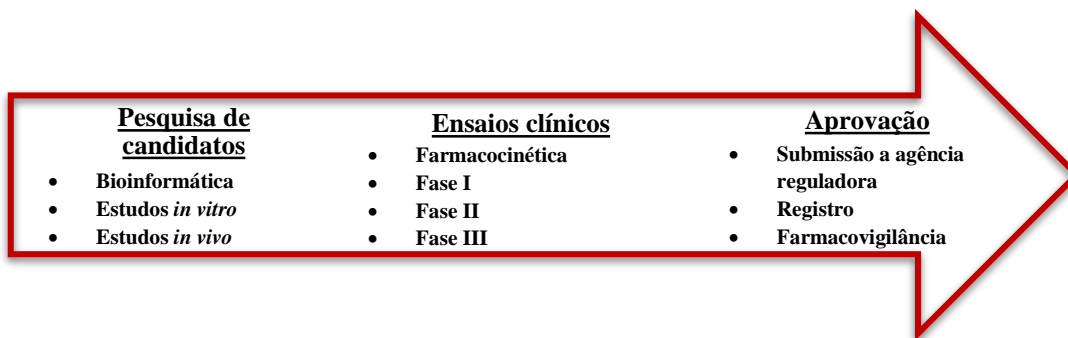 Pesquisa de
candidatos
• Bioinformática
• Estudos in vitro
• Estudos in vivo
Ensaios clínicos
• Farmacocinética
• Fase I
• Fase II
• Fase III
Aprovação
• Submissão a agência
reguladora
• Registro
• Farmacovigilância